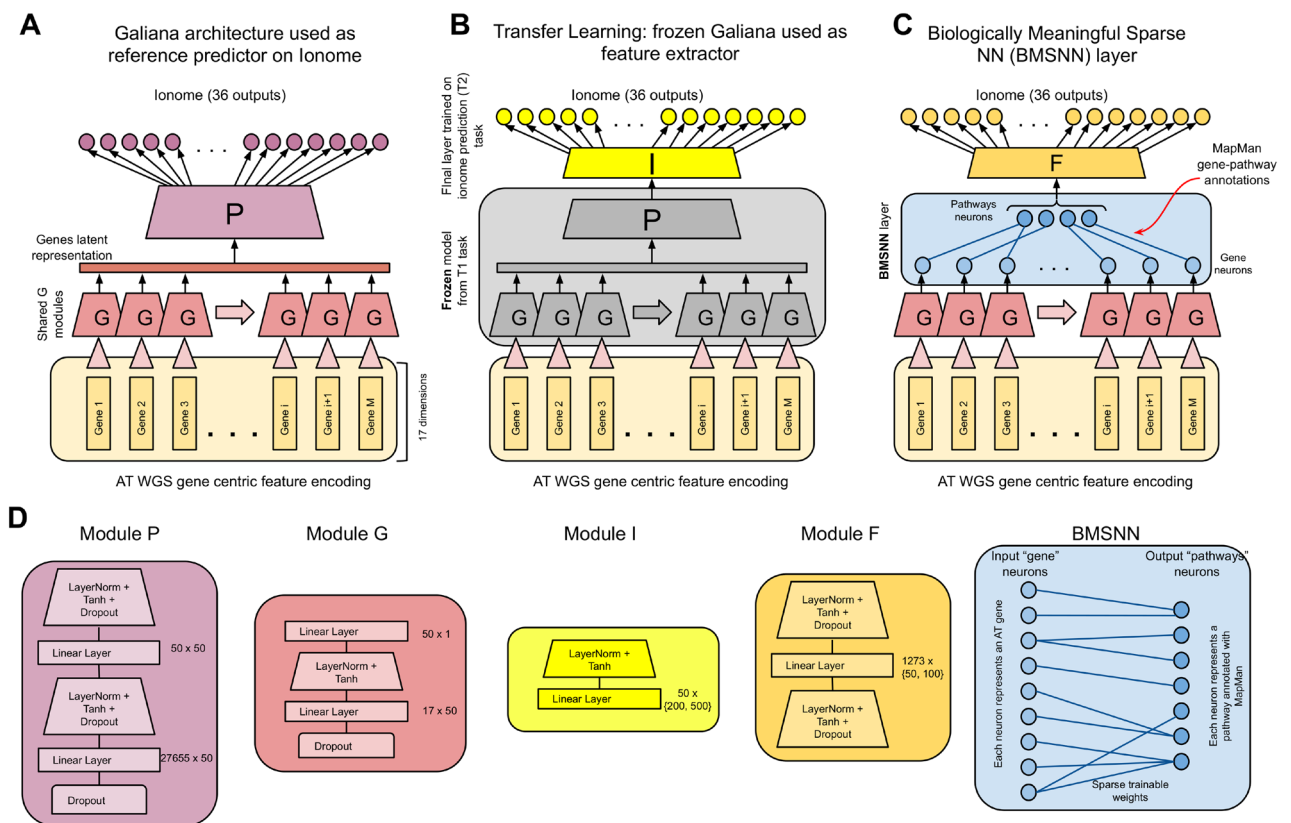 A
Galiana architecture used as
reference predictor on Ionome
Ionome (36 outputs)
. . .
P
Genes latent
representation
Shared G
modules
G G G G G G
Gene 1
Gene 2
Gene 3
. . .
Gene i
Gene i+1
Gene M
17 dimensions
AT WGS gene centric feature encoding
B
Transfer Learning: frozen Galiana used as
feature extractor
Ionome (36 outputs)
FInal layer trained on
ionome prediction (T2)
task
. . .
I
P
Frozen model
from T1 task
G G G G G G
Gene 1
Gene 2
Gene 3
. . .
Gene i
Gene i+1
Gene M
AT WGS gene centric feature encoding
C
Biologically Meaningful Sparse
NN (BMSNN) layer
Ionome (36 outputs)
. . .
F
MapMan
gene-pathway
annotations
Pathways
neurons
BMSNN layer
Gene
neurons
. . .
G G G G G G
Gene 1
Gene 2
Gene 3
. . .
Gene i
Gene i+1
Gene M
AT WGS gene centric feature encoding
D
Module P
LayerNorm +
Tanh +
Dropout
Linear Layer
50 x 50
LayerNorm +
Tanh +
Dropout
Linear Layer
27655 x 50
Dropout
Module G
Linear Layer
50 x 1
LayerNorm +
Tanh
Linear Layer
17 x 50
Dropout
Module I
LayerNorm +
Tanh
Linear Layer
50 x
{200, 500}
Module F
LayerNorm +
Tanh +
Dropout
Linear Layer
1273 x
{50, 100}
LayerNorm +
Tanh +
Dropout
BMSNN
Input “gene”
neurons
Output “pathways”
neurons
Each neuron represents an AT gene
Each neuron represents a
pathway annotated with
MapMan
Sparse trainable
weights